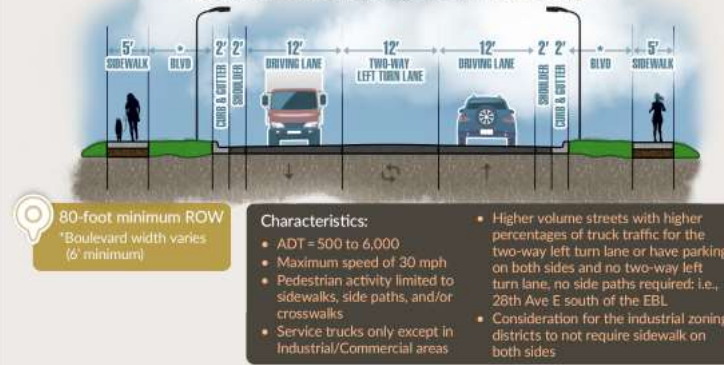 5' 2' 2' 12' 12' 12' 2' 2' 5'
SIDEWALK * BLVD CURB & GUTTER SHOULDER DRIVING LANE TWO-WAY LEFT TURN LANE DRIVING LANE SHOULDER CURB & GUTTER * BLVD SIDEWALK
80-foot minimum ROW
*Boulevard width varies
(6' minimum)
Characteristics:
• ADT = 500 to 6,000
• Maximum speed of 30 mph
• Pedestrian activity limited to
sidewalks, side paths, and/or
crosswalks
• Service trucks only except in
Industrial/Commercial areas
• Higher volume streets with higher
percentages of truck traffic for the
two-way left turn lane or have parking
on both sides and no two-way left
turn lane, no side paths required: i.e.,
28th Ave E south of the EBL
• Consideration for the industrial zoning
districts to not require sidewalk on
both sides